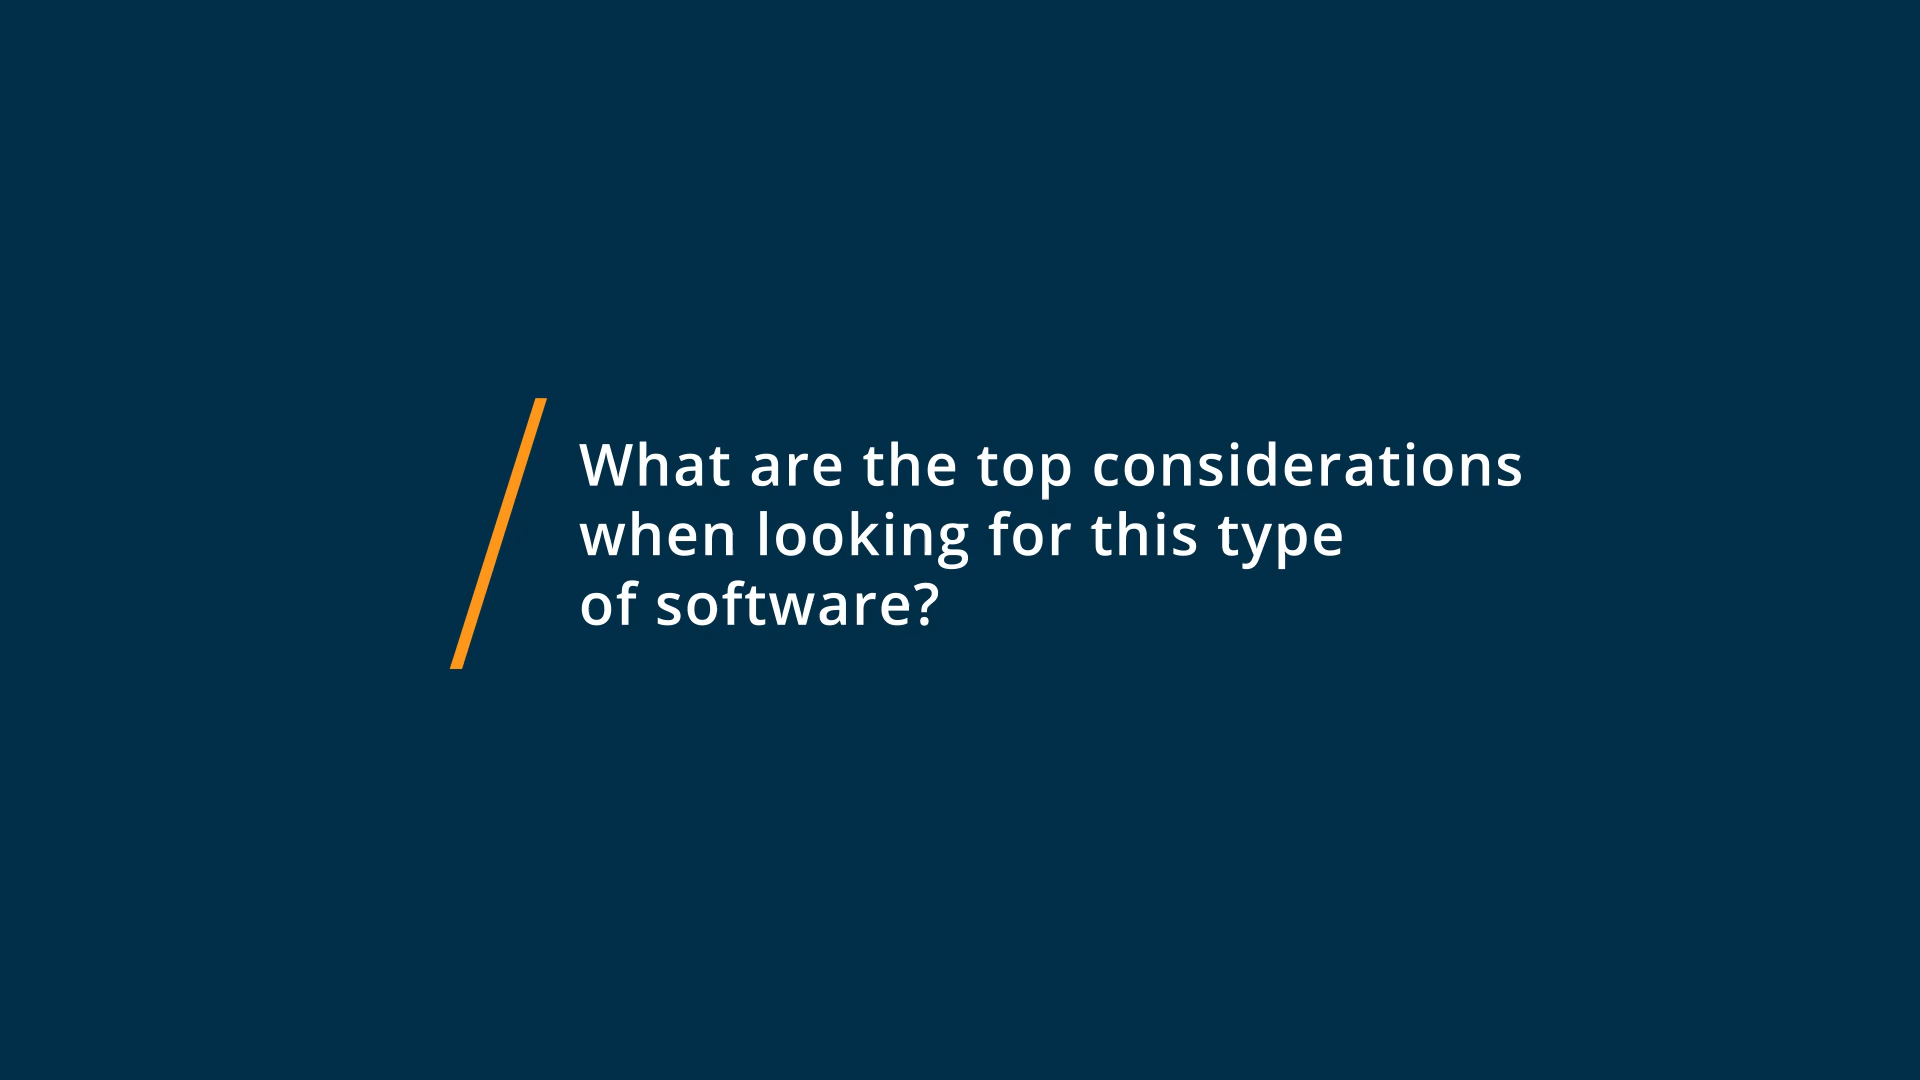 What are the top considerations
when looking for this type
of software?